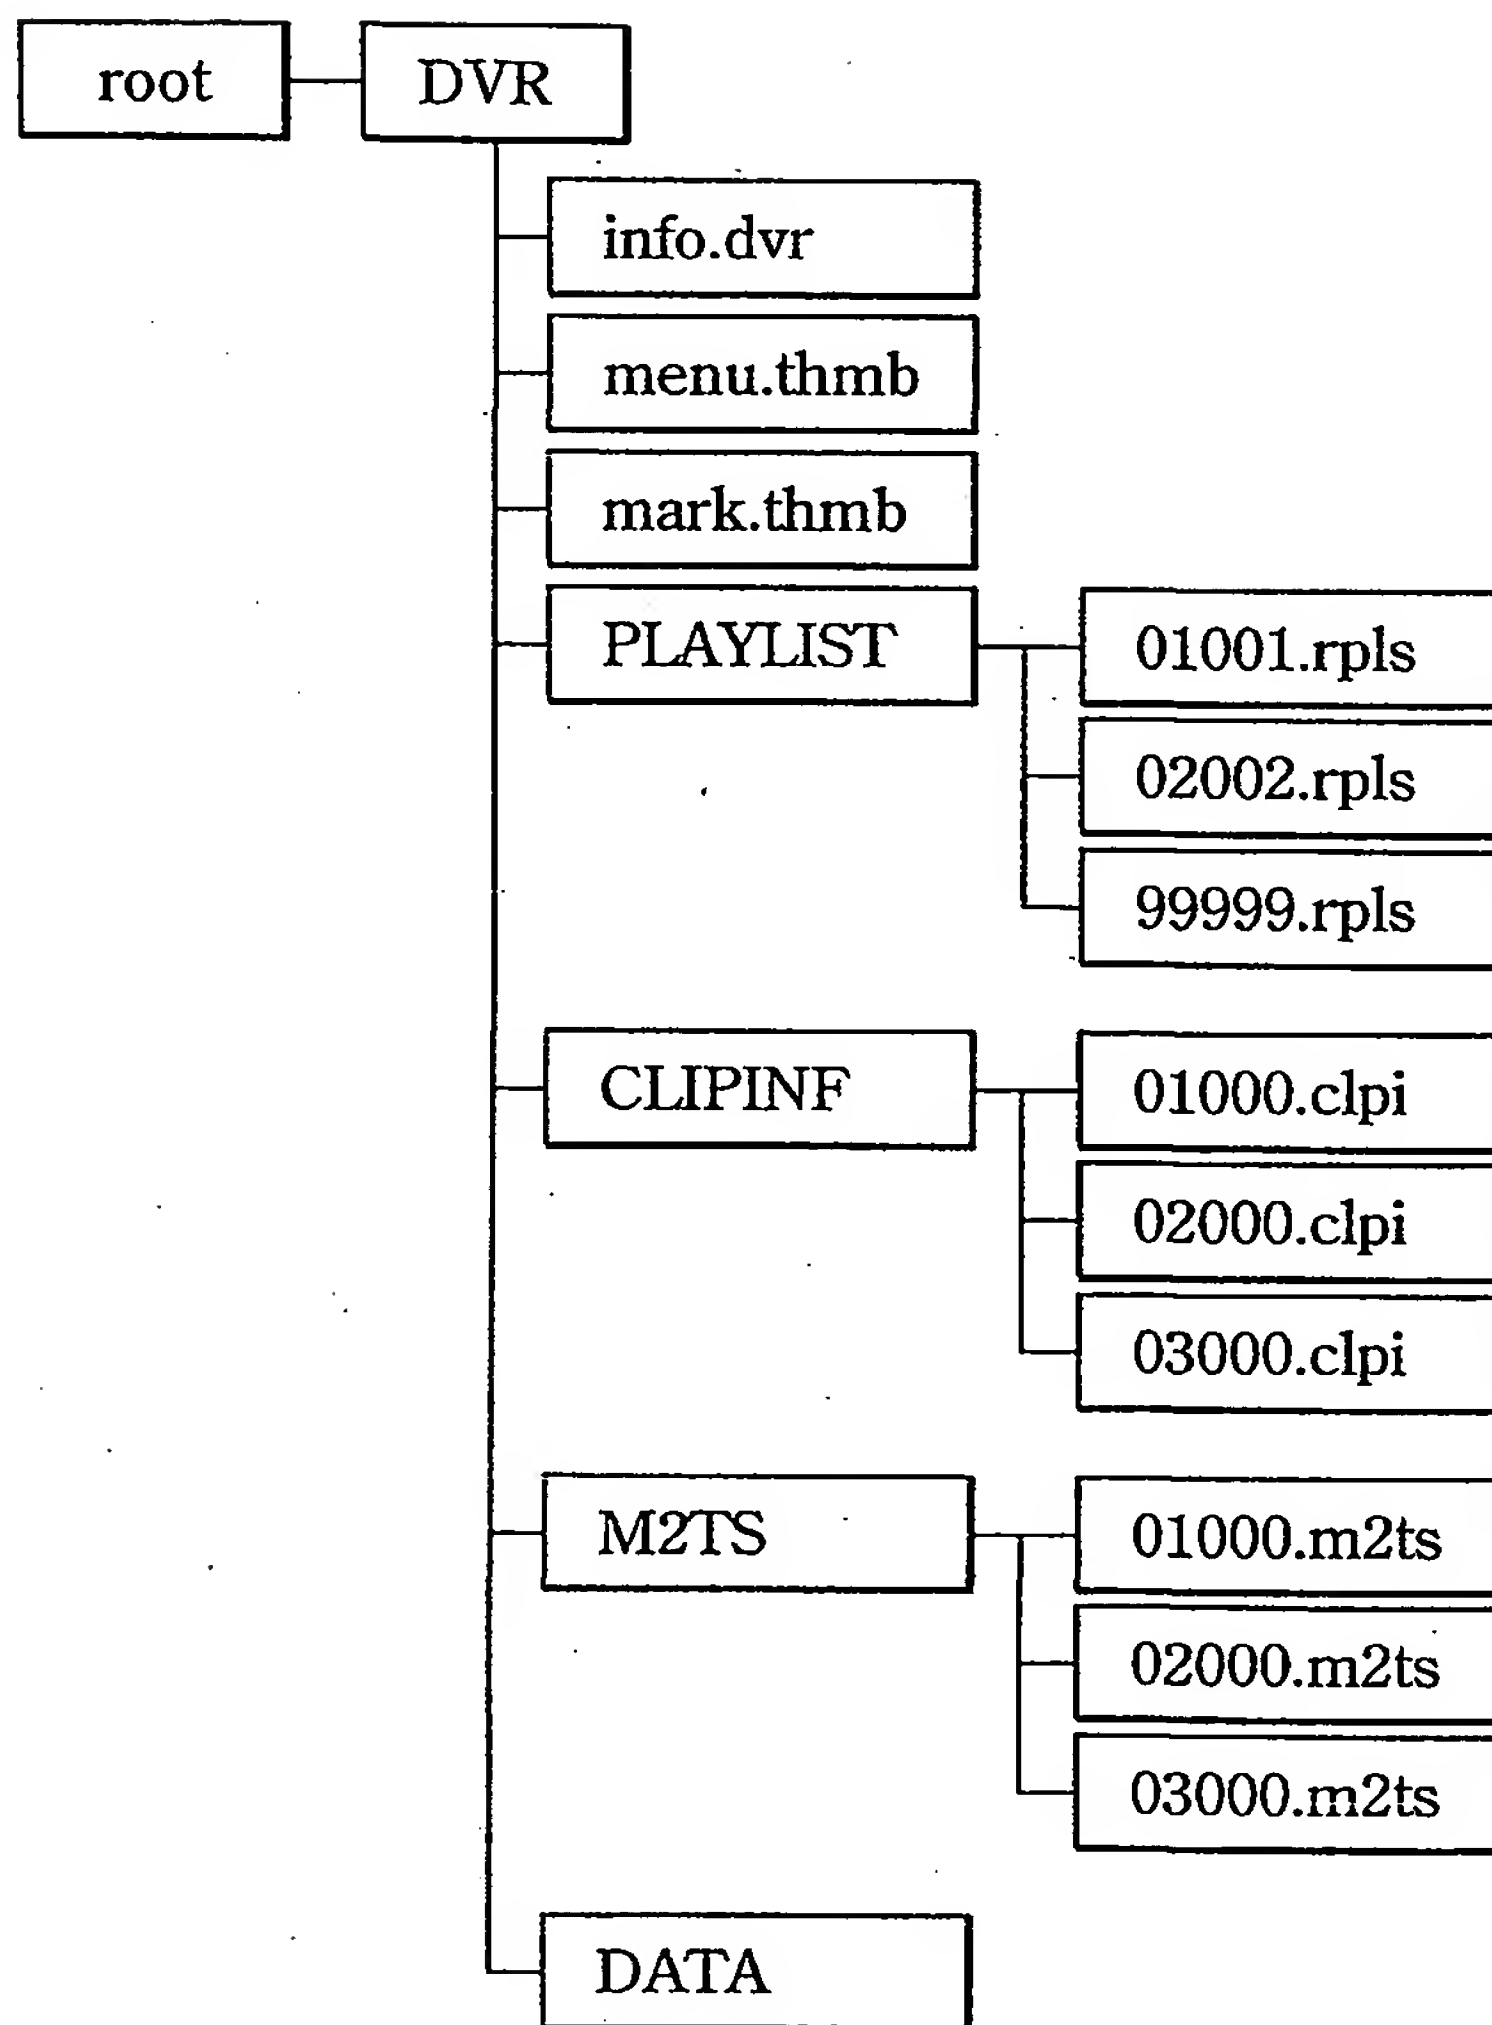 root
DVR
info.dvr
menu.thmb
mark.thmb
PLAYLIST
01001.rpls
02002.rpls
99999.rpls
CLIPINF
01000.clpi
02000.clpi
03000.clpi
M2TS
01000.m2ts
02000.m2ts
03000.m2ts
DATA